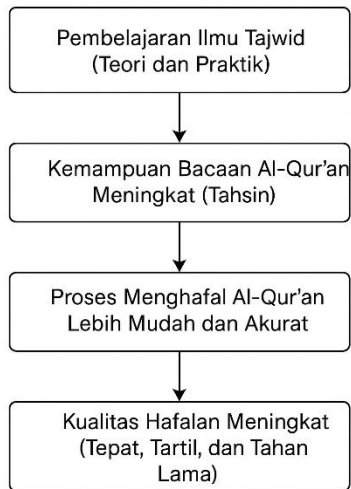 Pembelajaran Ilmu Tajwid
(Teori dan Praktik)
Kemampuan Bacaan Al-Qur’an
Meningkat (Tahsin)
Proses Menghafal Al-Qur’an
Lebih Mudah dan Akurat
Kualitas Hafalan Meningkat
(Tepat, Tartil, dan Tahan
Lama)